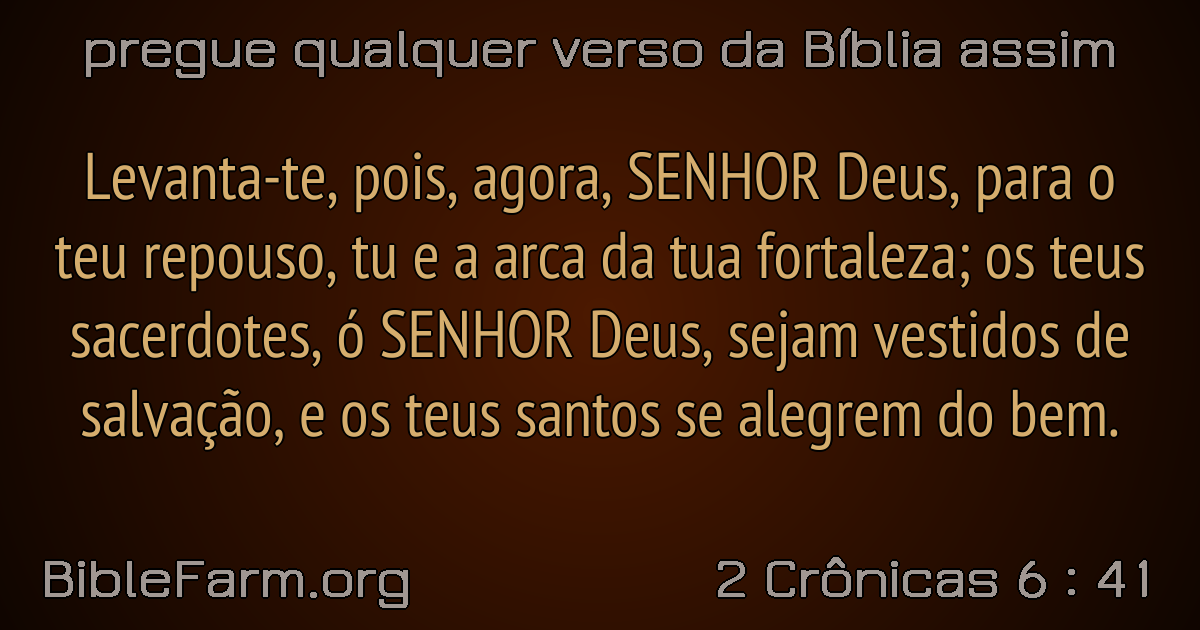 pregue qualquer verso da Bíblia assim
Levanta-te, pois, agora, SENHOR Deus, para o
teu repouso, tu e a arca da tua fortaleza; os teus
sacerdotes, ó SENHOR Deus, sejam vestidos de
salvação, e os teus santos se alegrem do bem.
BibleFarm.org
2 Crônicas 6 : 41